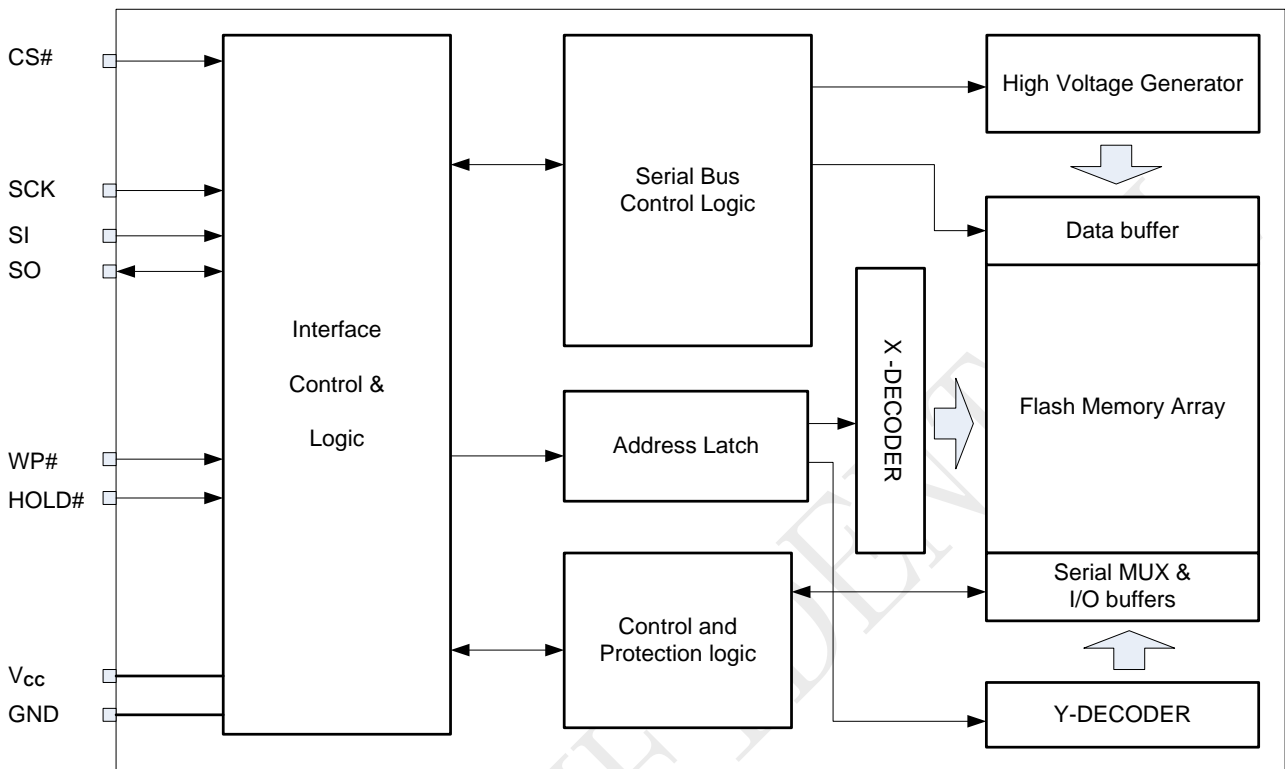 CS#
SCK
SI
SO
WP#
HOLD#
Vcc
GND
Interface
Control &
Logic
Serial Bus
Control Logic
Address Latch
Control and
Protection logic
X -DECODER
High Voltage Generator
Data buffer
Flash Memory Array
Serial MUX &
I/O buffers
Y-DECODER